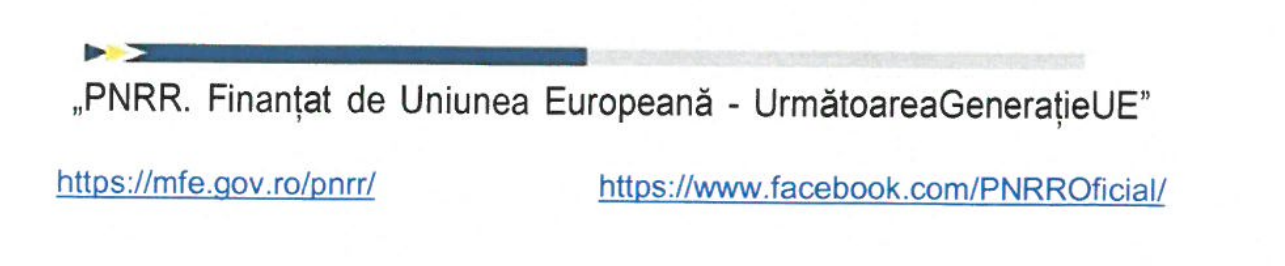 „PNRR. Finanțat de Uniunea Europeană - UrmătoareaGenerațieUE”
https://mfe.gov.ro/pnrr/ https://www.facebook.com/PNRROficial/